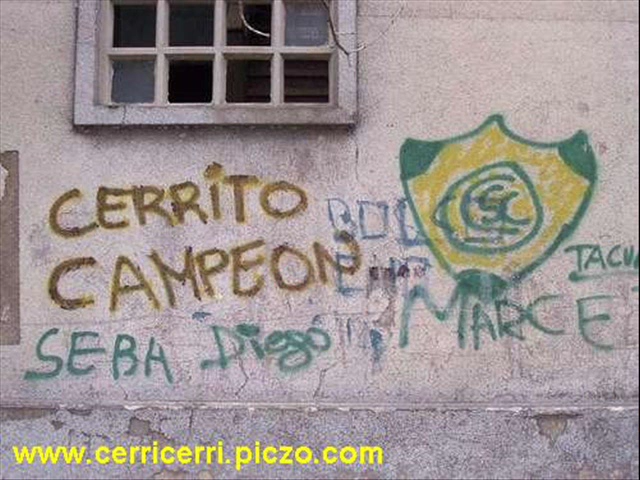 CERRITO
CAMPEON
CSC
TACU
MARCE
SEBA Diego
www.cerricerri.piczo.com